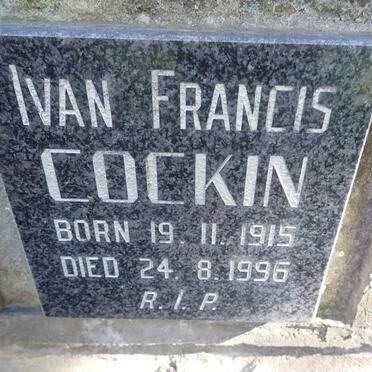 IVAN FRANCIS
COCKIN
BORN 19. 11. 1915
DIED 24. 8. 1996
R. I. P.